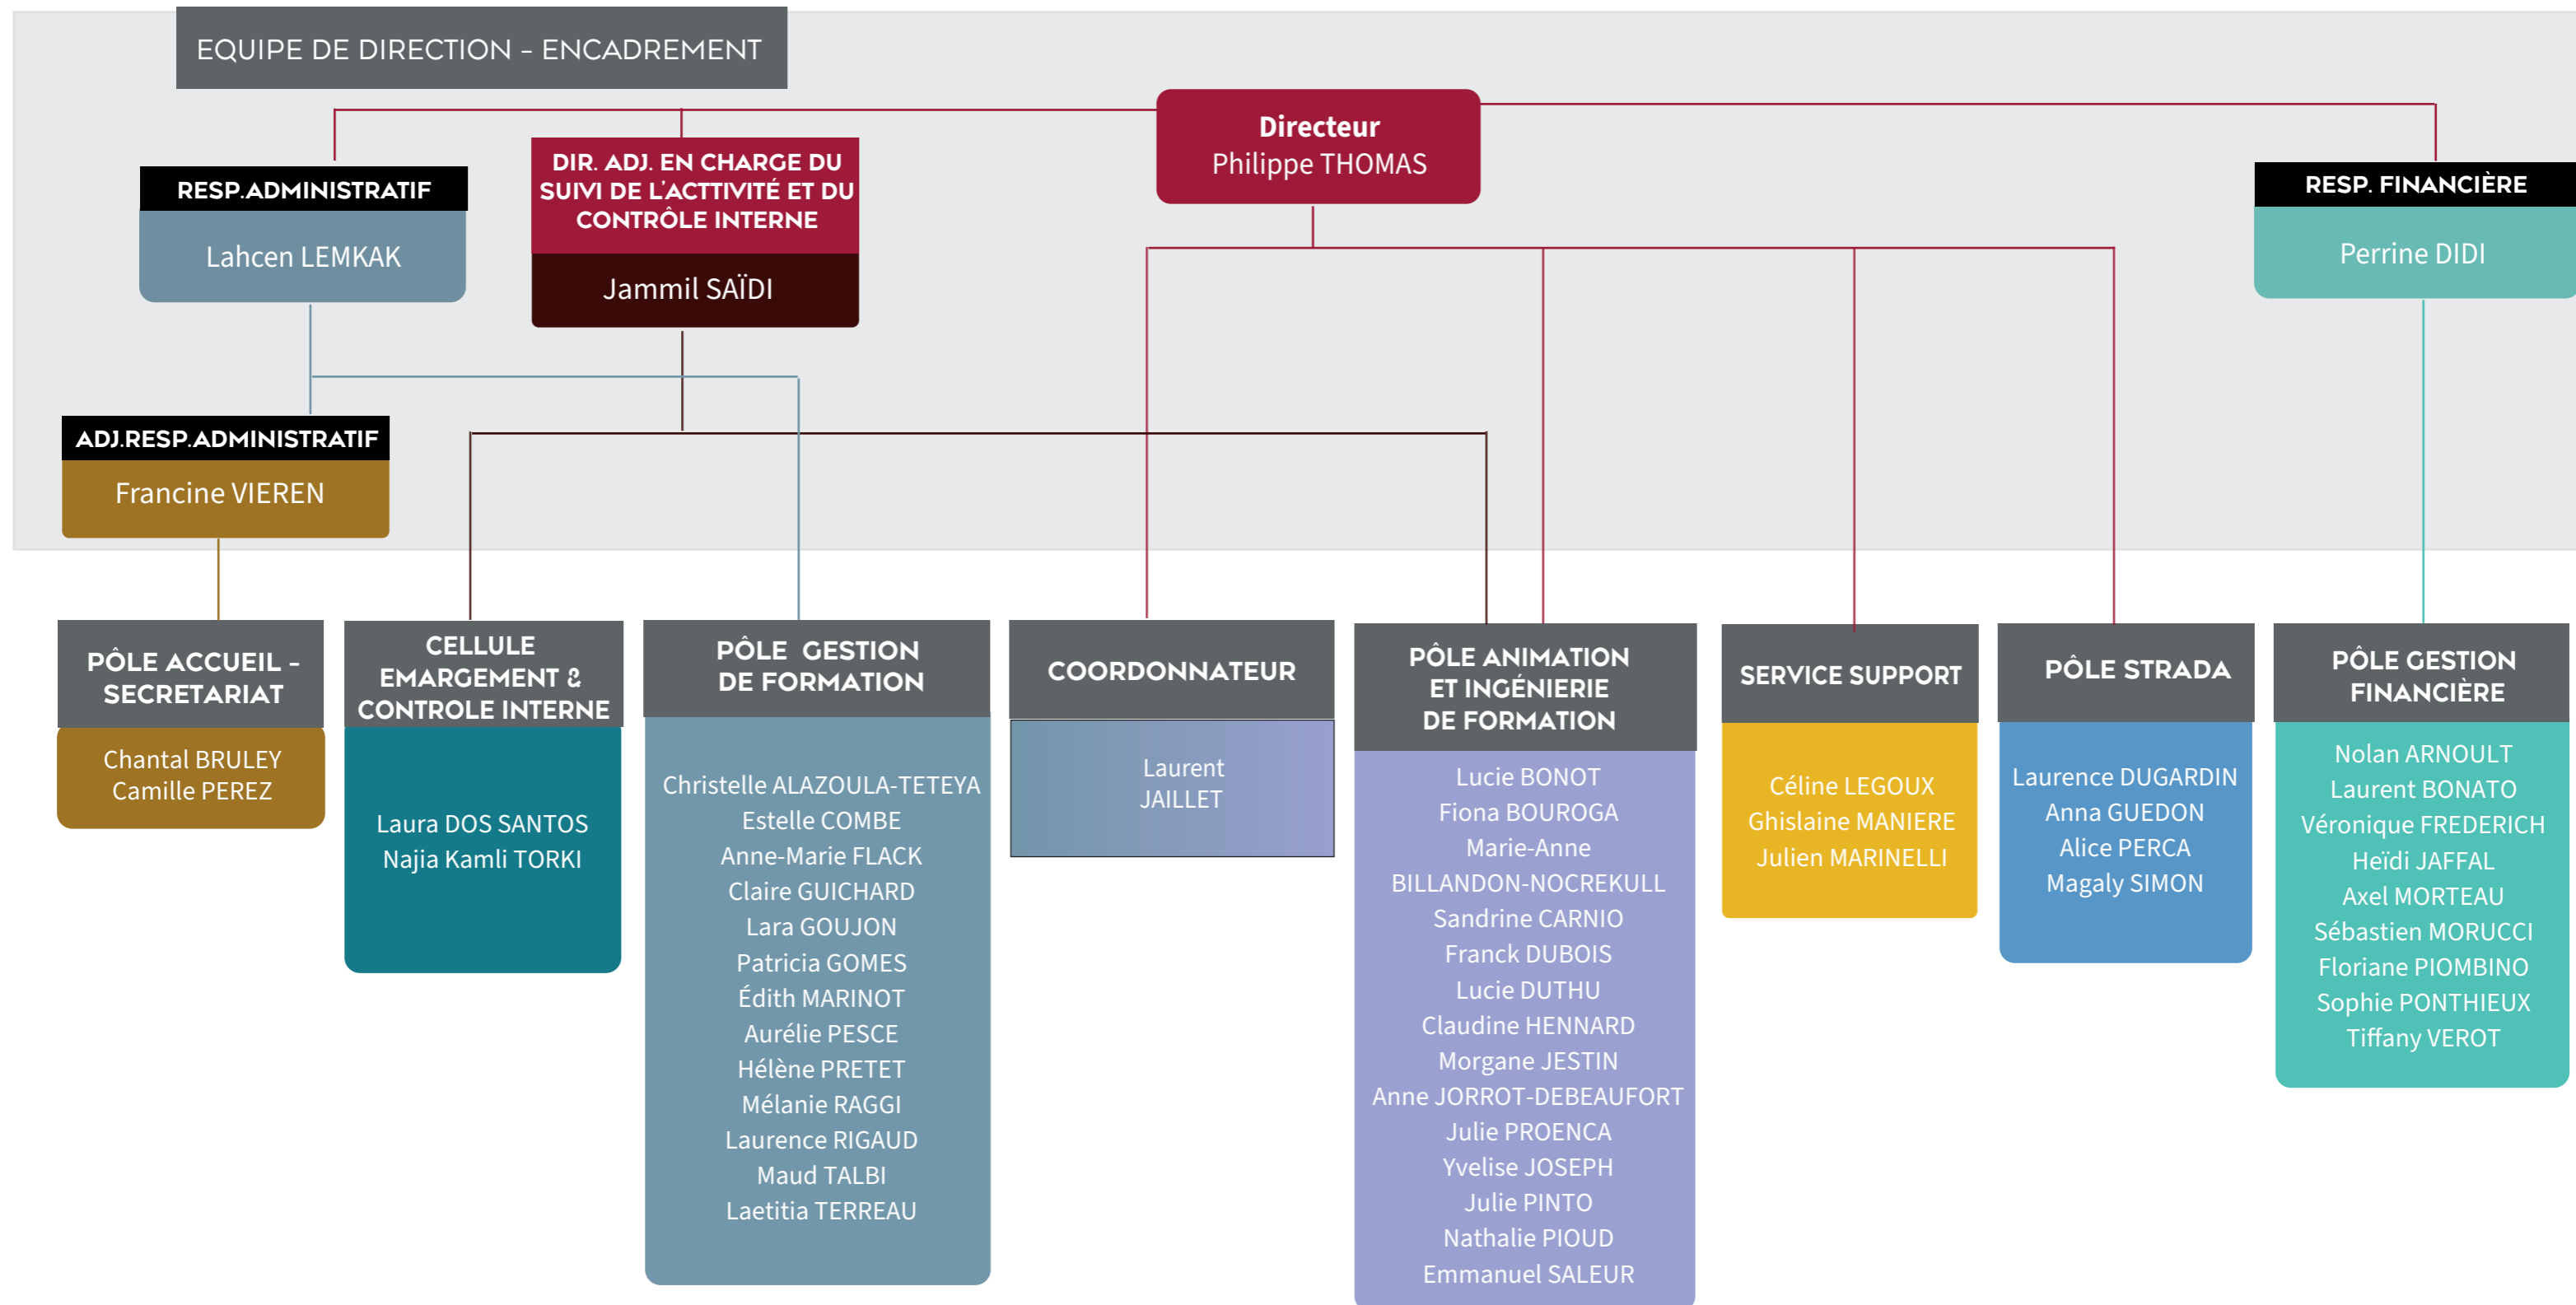 EQUIPE DE DIRECTION – ENCADREMENT
Directeur
Philippe THOMAS
RESP.ADMINISTRATIF
Lahcen LEMKAK
DIR. ADJ. EN CHARGE DU
SUIVI DE L'ACTTIVITÉ ET DU
CONTRÔLE INTERNE
Jammil SAÏDI
RESP. FINANCIÈRE
Perrine DIDI
ADJ.RESP.ADMINISTRATIF
Francine VIEREN
PÔLE ACCUEIL –
SECRETARIAT
Chantal BRULEY
Camille PEREZ
CELLULE
EMARGEMENT &
CONTROLE INTERNE
Laura DOS SANTOS
Najia Kamli TORKI
PÔLE GESTION
DE FORMATION
Christelle ALAZOULA-TETEYA
Estelle COMBE
Anne-Marie FLACK
Claire GUICHARD
Lara GOUJON
Patricia GOMES
Édith MARINOT
Aurélie PESCE
Hélène PRETET
Mélanie RAGGI
Laurence RIGAUD
Maud TALBI
Laetitia TERREAU
COORDONNATEUR
Laurent
JAILLET
PÔLE ANIMATION
ET INGÉNIERIE
DE FORMATION
Lucie BONOT
Fiona BOUROGA
Marie-Anne
BILLANDON-NOCREKULL
Sandrine CARNIO
Franck DUBOIS
Lucie DUTHU
Claudine HENNARD
Morgane JESTIN
Anne JORROT-DEBEAUFORT
Julie PROENCA
Yvelise JOSEPH
Julie PINTO
Nathalie PIOUD
Emmanuel SALEUR
SERVICE SUPPORT
Céline LEGOUX
Ghislaine MANIERE
Julien MARINELLI
PÔLE STRADA
Laurence DUGARDIN
Anna GUEDON
Alice PERCA
Magaly SIMON
PÔLE GESTION
FINANCIÈRE
Nolan ARNOULT
Laurent BONATO
Véronique FREDERICH
Heïdi JAFFAL
Axel MORTEAU
Sébastien MORUCCI
Floriane PIOMBINO
Sophie PONTHIEUX
Tiffany VEROT